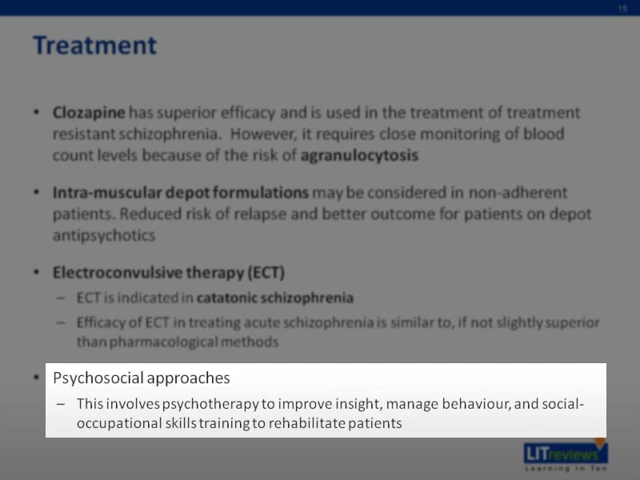 15
Treatment
• Clozapine has superior efficacy and is used in the treatment of treatment
resistant schizophrenia. However, it requires close monitoring of blood
count levels because of the risk of agranulocytosis
• Intra-muscular depot formulations may be considered in non-adherent
patients. Reduced risk of relapse and better outcome for patients on depot
antipsychotics
• Electroconvulsive therapy (ECT)
– ECT is indicated in catatonic schizophrenia
– Efficacy of ECT in treating acute schizophrenia is similar to, if not slightly superior
than pharmacological methods
• Psychosocial approaches
– This involves psychotherapy to improve insight, manage behaviour, and social-
occupational skills training to rehabilitate patients
LITreviews
Learning in Ten